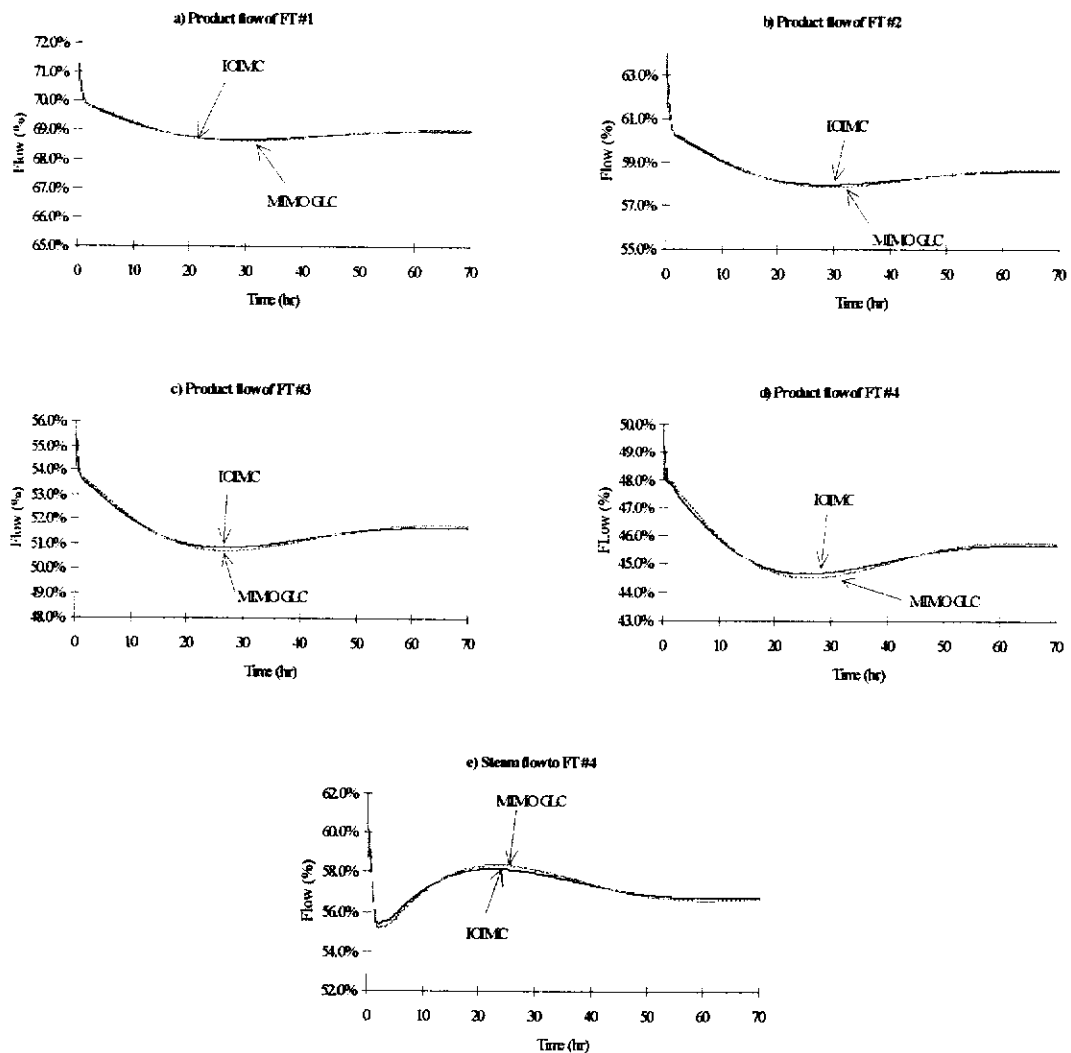 a) Product flow of FT #1
72.0%
71.0%
70.0%
69.0%
68.0%
67.0%
66.0%
65.0%
Flow (%)
IOIMC
MIMO GLC
0 10 20 30 40 50 60 70
Time (hr)
b) Product flow of FT #2
63.0%
61.0%
59.0%
57.0%
55.0%
Flow (%)
IOIMC
MIMO GLC
0 10 20 30 40 50 60 70
Time (hr)
c) Product flow of FT #3
56.0%
55.0%
54.0%
53.0%
52.0%
51.0%
50.0%
49.0%
48.0%
Flow (%)
IOIMC
MIMO GLC
0 10 20 30 40 50 60 70
Time (hr)
d) Product flow of FT #4
50.0%
49.0%
48.0%
47.0%
46.0%
45.0%
44.0%
43.0%
FLow (%)
IOIMC
MIMO GLC
0 10 20 30 40 50 60 70
Time (hr)
e) Steam flow to FT #4
62.0%
60.0%
58.0%
56.0%
54.0%
52.0%
Flow (%)
MIMO GLC
IOIMC
0 10 20 30 40 50 60 70
Time (hr)